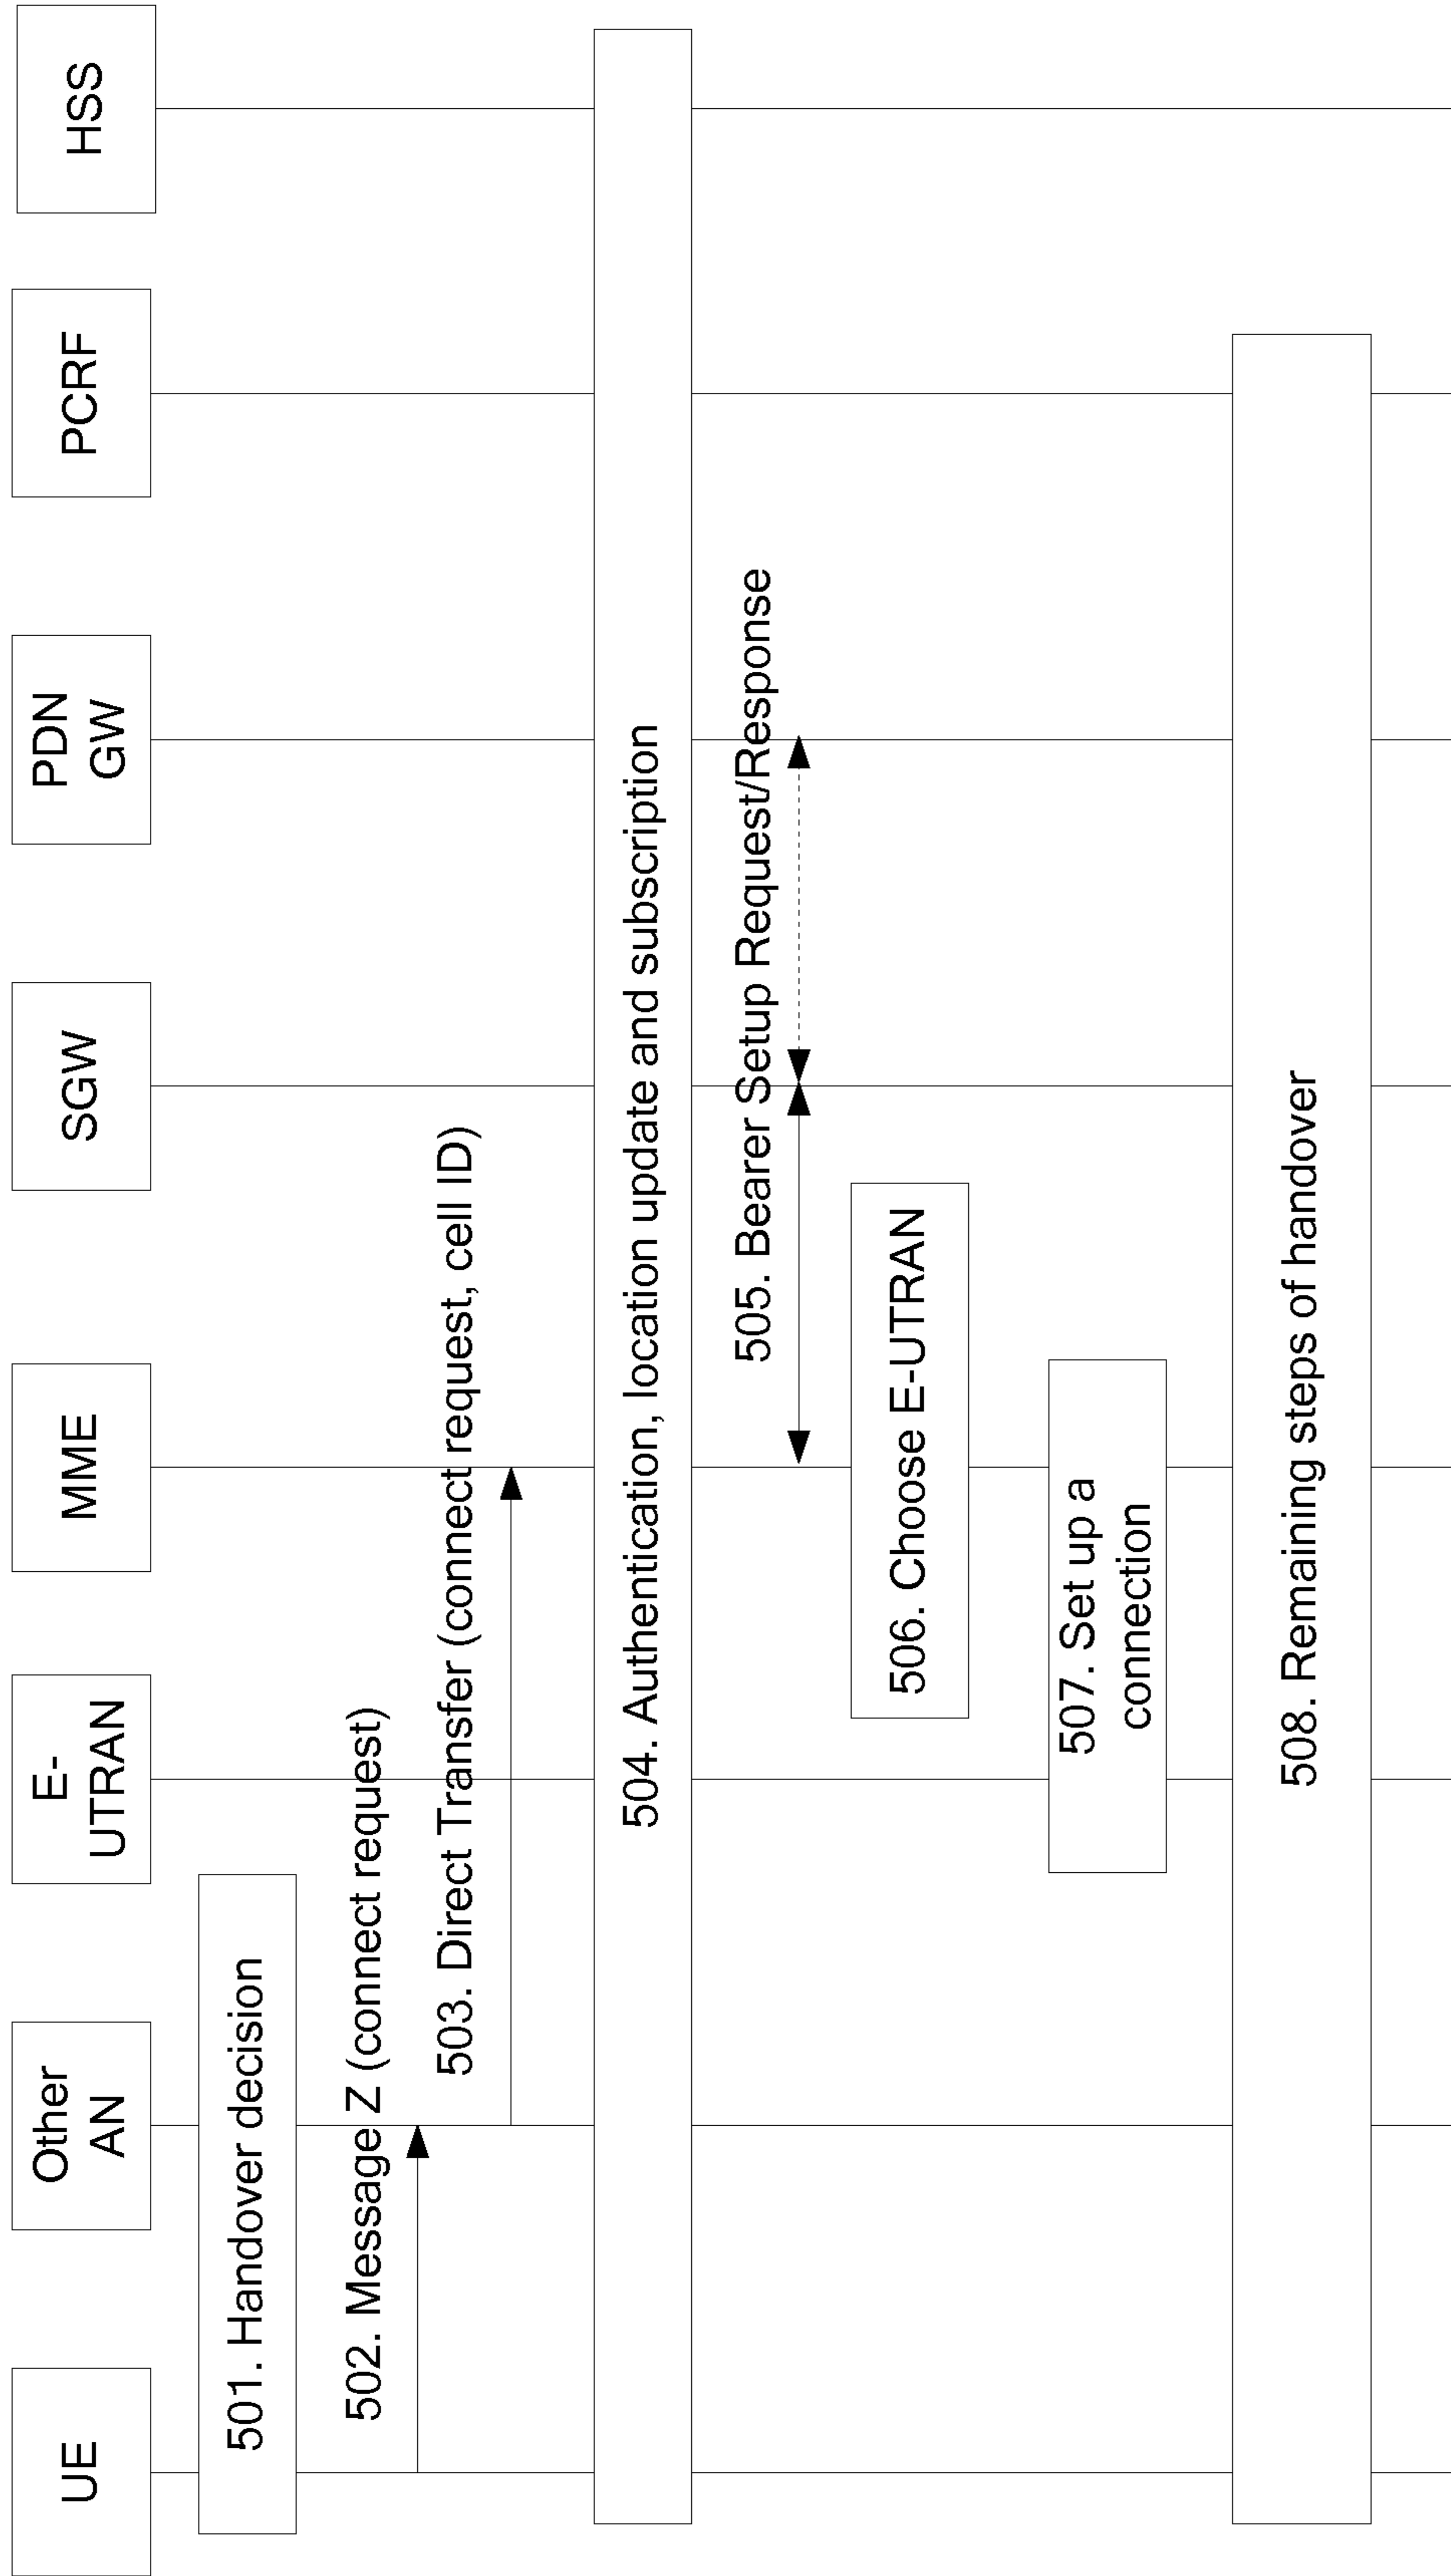 UE
Other
AN
E-
UTRAN
MME
SGW
PDN
GW
PCRF
HSS
501. Handover decision
502. Message Z (connect request)
503. Direct Transfer (connect request, cell ID)
504. Authentication, location update and subscription
505. Bearer Setup Request/Response
506. Choose E-UTRAN
507. Set up a
connection
508. Remaining steps of handover